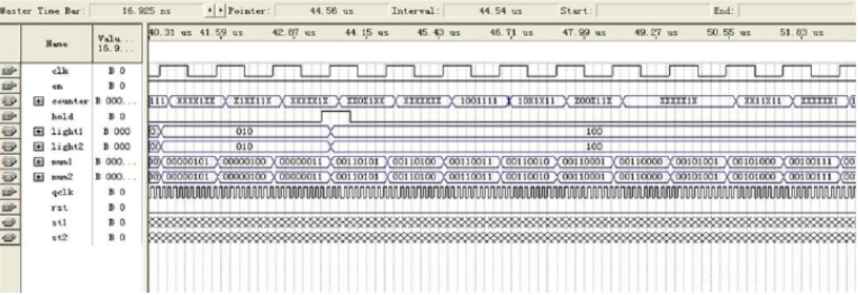 Master Time Bar: 16.925 ns Pointer: 44.56 us Interval: 44.54 us Start: End:
Name Valu... 16.9... 40.31 us 41.59 us 42.87 us 44.15 us 45.43 us 46.71 us 47.99 us 49.27 us 50.55 us 51.83 us
clk B 0
en B 0
counter B 000... 111 XXXX1XX X1XX11X XXXXX1X XX0X1XX XXXXXXX 1001111 10X1X11 X00X11X XXXXX1X XX11X11 XXXXXX1
hold B 0
light1 B 000 010 100
light2 B 000 010 100
num1 B 000... 00 00000101 00000100 00000011 00110101 00110100 00110011 00110010 00110001 00110000 00101001 00101000 00100111 00
num2 B 000... 00 00000101 00000100 00000011 00110101 00110100 00110011 00110010 00110001 00110000 00101001 00101000 00100111 00
qclk B 0
rst B 0
st1 B 0
st2 B 0